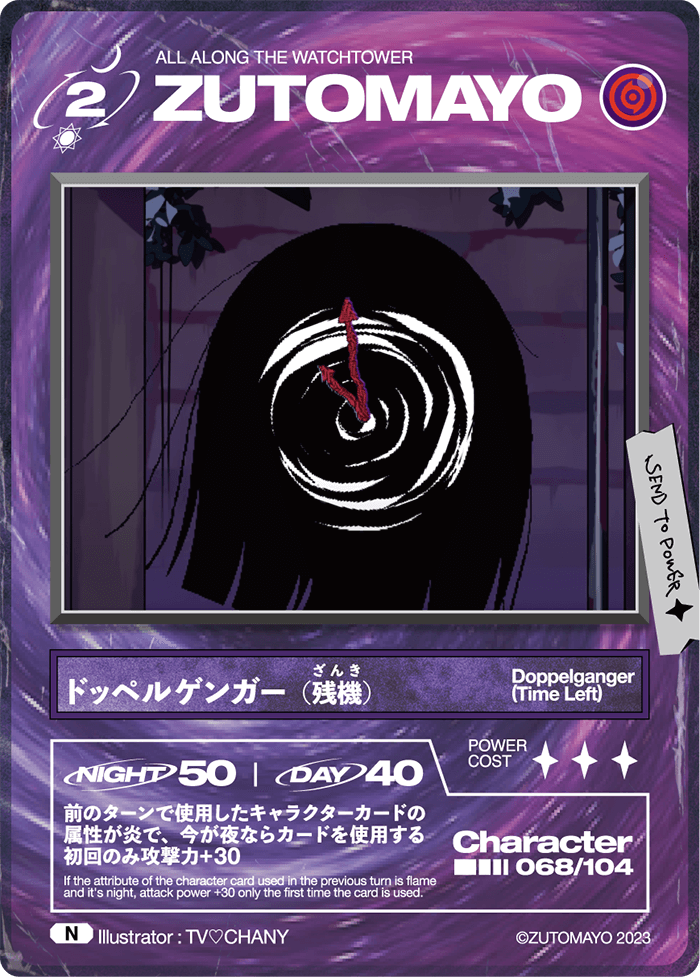 ALL ALONG THE WATCHTOWER
2
ZUTOMAYO
SEND TO POWER
ざんき
ドッペルゲンガー（残機）
Doppelganger
(Time Left)
NIGHT 50 | DAY 40
POWER
COST
前のターンで使用したキャラクターカードの
属性が炎で、今が夜ならカードを使用する
初回のみ攻撃力+30
If the attribute of the character card used in the previous turn is flame
and it's night, attack power +30 only the first time the card is used.
Character
068/104
N Illustrator : TV♡CHANY
©ZUTOMAYO 2023